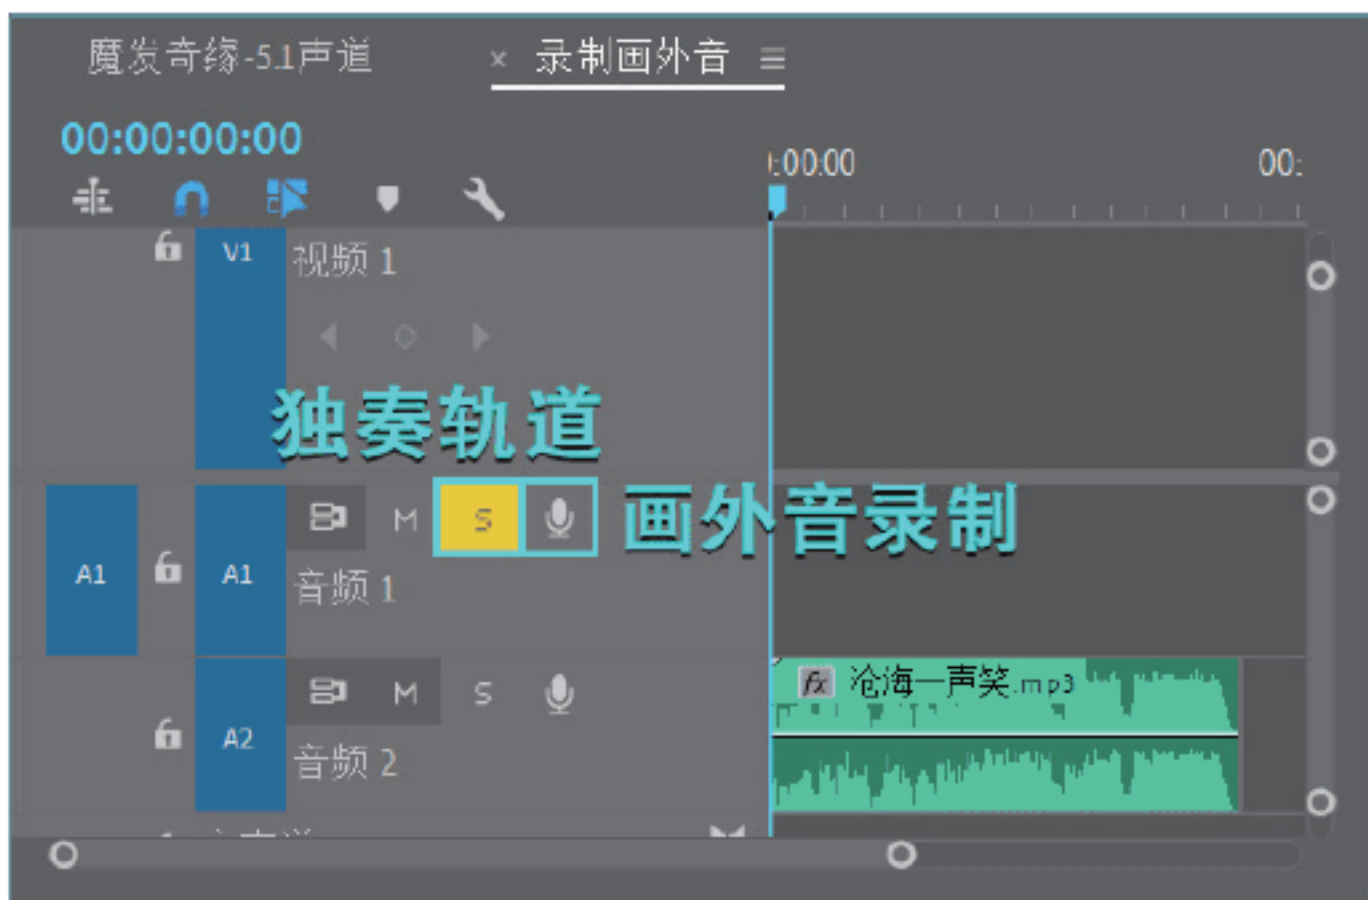 魔发奇缘-5.1声道 × 录制画外音
00:00:00:00
:00:00 00:
V1 视频 1
独奏轨道
M S 画外音录制
A1 A1 音频 1
fx 沧海一声笑.mp3
M S
A2 音频 2